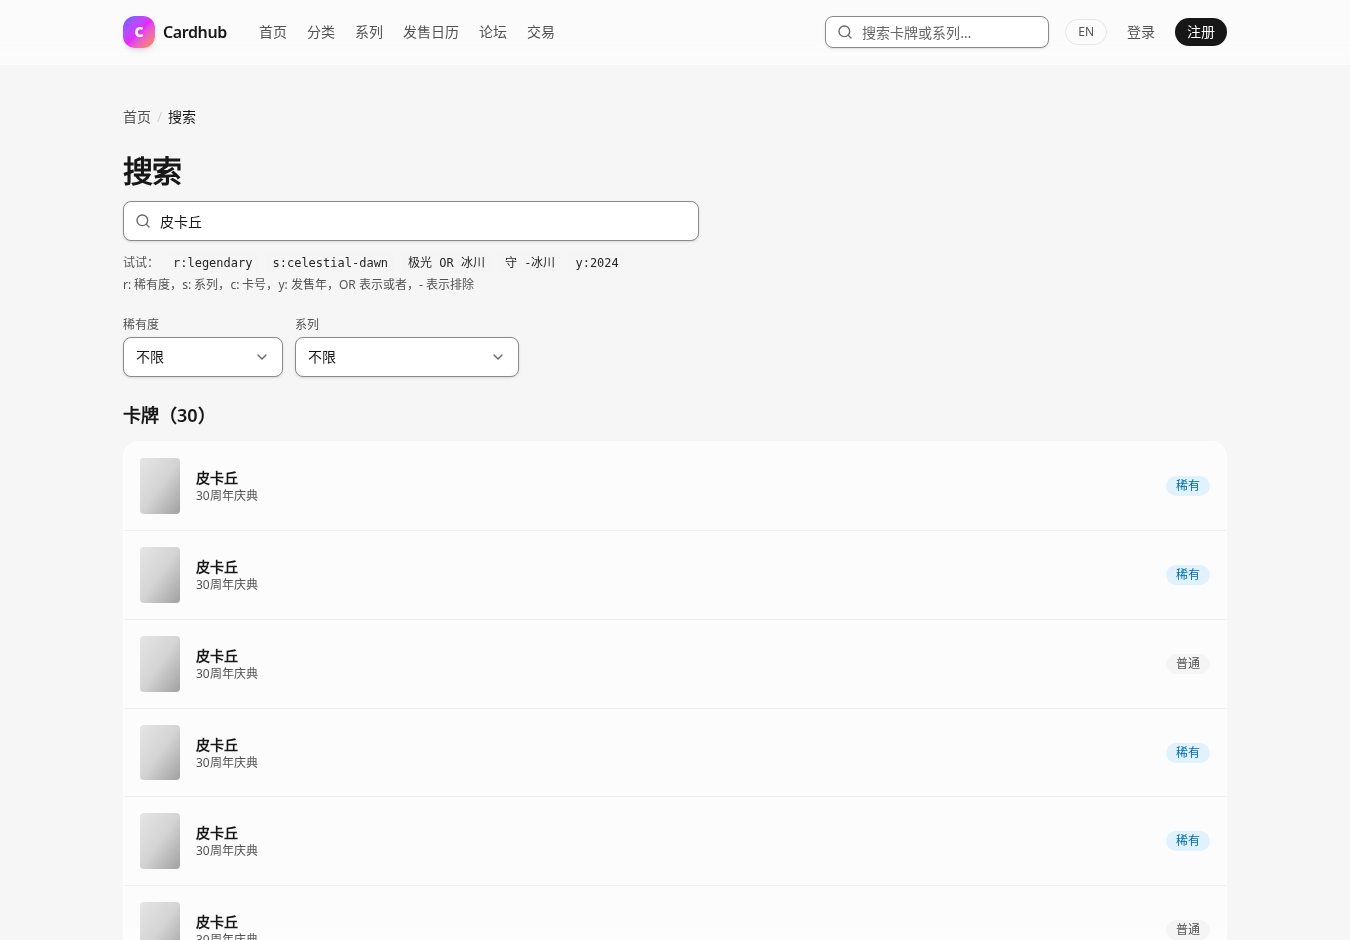 C Cardhub 首页 分类 系列 发售日历 论坛 交易 搜索卡牌或系列... EN 登录 注册
首页 / 搜索
搜索
皮卡丘
试试： r:legendary s:celestial-dawn 极光 OR 冰川 守 -冰川 y:2024
r: 稀有度，s: 系列，c: 卡号，y: 发售年，OR 表示或者，- 表示排除
稀有度 系列
不限 不限
卡牌（30）
皮卡丘
30周年庆典
稀有
皮卡丘
30周年庆典
稀有
皮卡丘
30周年庆典
普通
皮卡丘
30周年庆典
稀有
皮卡丘
30周年庆典
稀有
皮卡丘
30周年庆典
普通